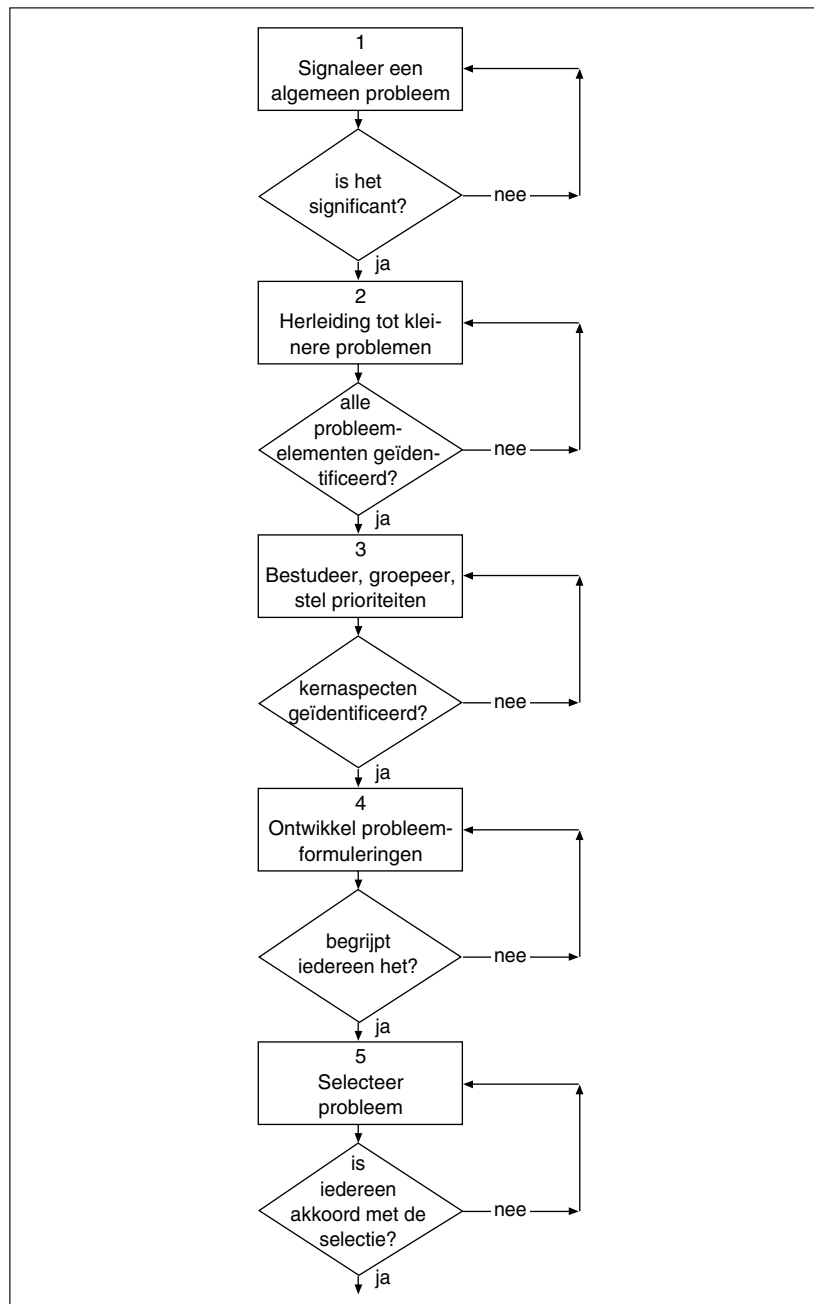 1
Signaleer een
algemeen probleem
is het
significant?
nee
ja
2
Herleiding tot klei-
nere problemen
alle
probleem-
elementen geïden-
tificeerd?
nee
ja
3
Bestudeer, groepeer,
stel prioriteiten
kernaspecten
geïdentificeerd?
nee
ja
4
Ontwikkel probleem-
formuleringen
begrijpt
iedereen het?
nee
ja
5
Selecteer
probleem
is
iedereen
akkoord met de
selectie?
nee
ja